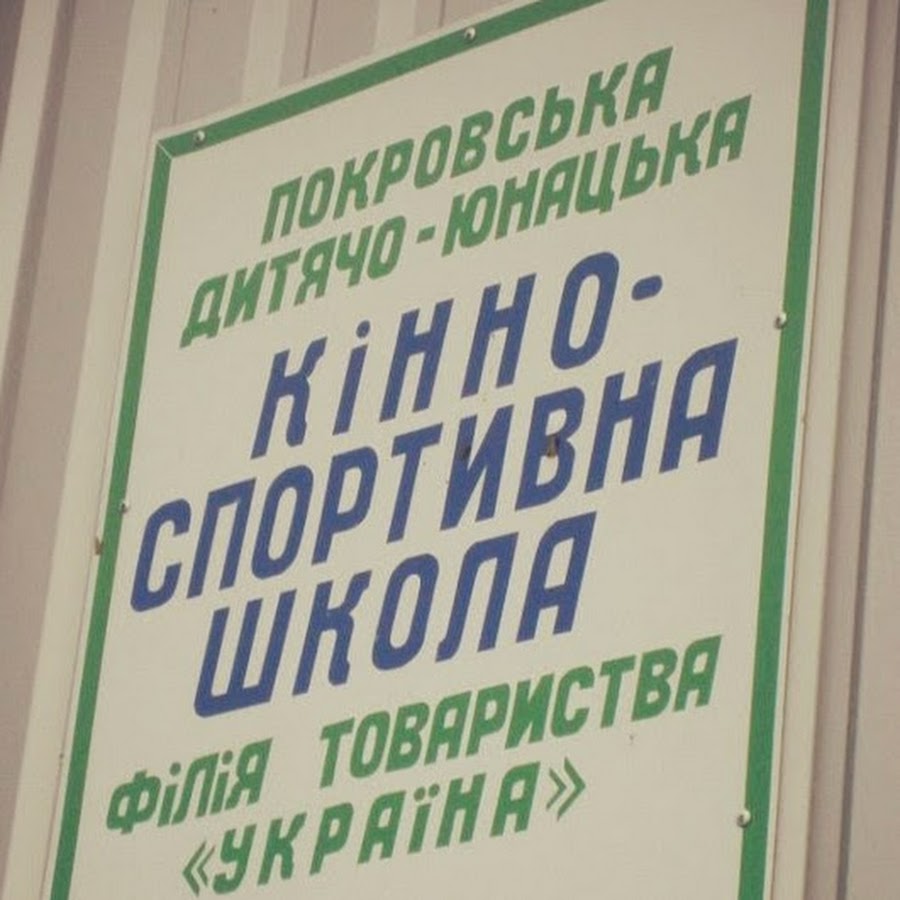 ПОКРОВСЬКА
ДИТЯЧО-ЮНАЦЬКА
КіННО-
СПОРТИВНА
ШКОЛА
ФіЛіЯ ТОВАРИСТВА
«УКРАЇНА»